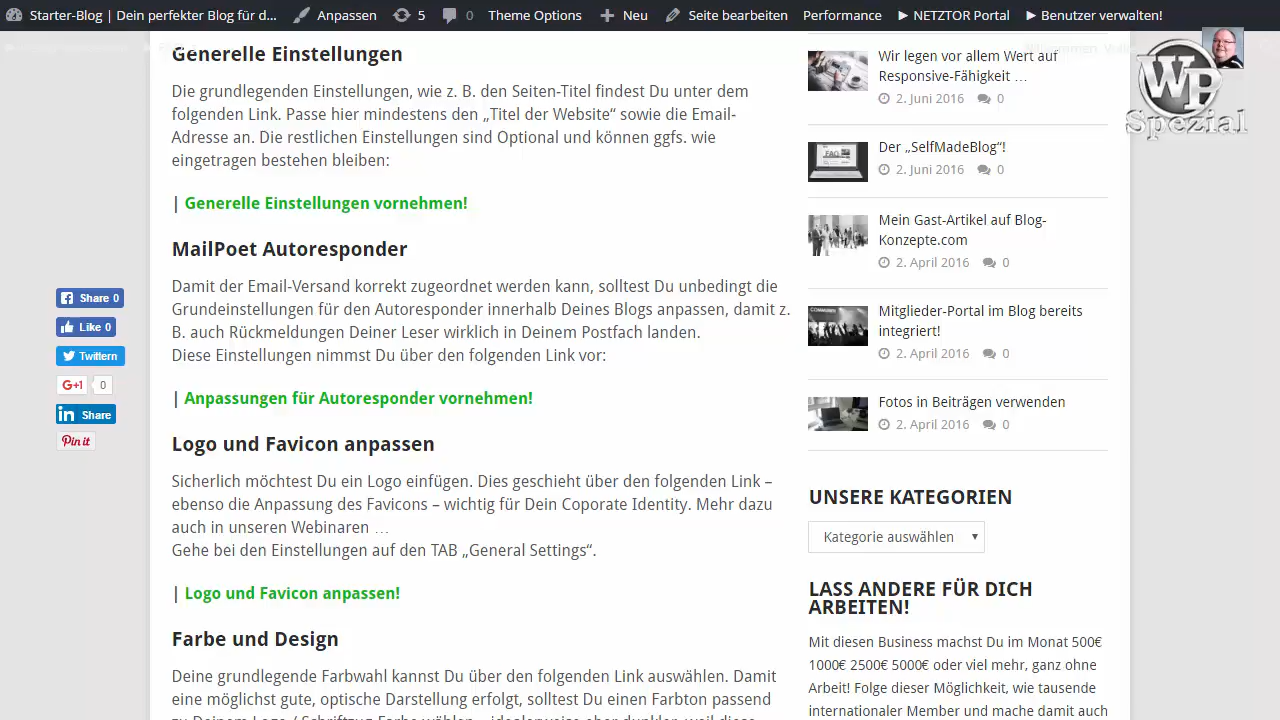 Starter-Blog | Dein perfekter Blog für d... Anpassen 5 0 Theme Options Neu Seite bearbeiten Performance ► NETZTOR Portal ► Benutzer verwalten!
Generelle Einstellungen
Die grundlegenden Einstellungen, wie z. B. den Seiten-Titel findest Du unter dem
folgenden Link. Passe hier mindestens den „Titel der Website“ sowie die Email-
Adresse an. Die restlichen Einstellungen sind Optional und können ggfs. wie
eingetragen bestehen bleiben:
| Generelle Einstellungen vornehmen!
MailPoet Autoresponder
Damit der Email-Versand korrekt zugeordnet werden kann, solltest Du unbedingt die
Grundeinstellungen für den Autoresponder innerhalb Deines Blogs anpassen, damit z.
B. auch Rückmeldungen Deiner Leser wirklich in Deinem Postfach landen.
Diese Einstellungen nimmst Du über den folgenden Link vor:
| Anpassungen für Autoresponder vornehmen!
Logo und Favicon anpassen
Sicherlich möchtest Du ein Logo einfügen. Dies geschieht über den folgenden Link –
ebenso die Anpassung des Favicons – wichtig für Dein Coporate Identity. Mehr dazu
auch in unseren Webinaren …
Gehe bei den Einstellungen auf den TAB „General Settings“.
| Logo und Favicon anpassen!
Farbe und Design
Deine grundlegende Farbwahl kannst Du über den folgenden Link auswählen. Damit
eine möglichst gute, optische Darstellung erfolgt, solltest Du einen Farbton passend
Share 0
Like 0
Twittern
G+1 0
in Share
Pin it
Wir legen vor allem Wert auf
Responsive-Fähigkeit …
2. Juni 2016 0
Der „SelfMadeBlog“!
2. Juni 2016 0
Mein Gast-Artikel auf Blog-
Konzepte.com
2. April 2016 0
Mitglieder-Portal im Blog bereits
integriert!
2. April 2016 0
Fotos in Beiträgen verwenden
2. April 2016 0
UNSERE KATEGORIEN
Kategorie auswählen
LASS ANDERE FÜR DICH
ARBEITEN!
Mit diesen Business machst Du im Monat 500€
1000€ 2500€ 5000€ oder viel mehr, ganz ohne
Arbeit! Folge dieser Möglichkeit, wie tausende
internationaler Member und mache damit auch
WP
Spezial